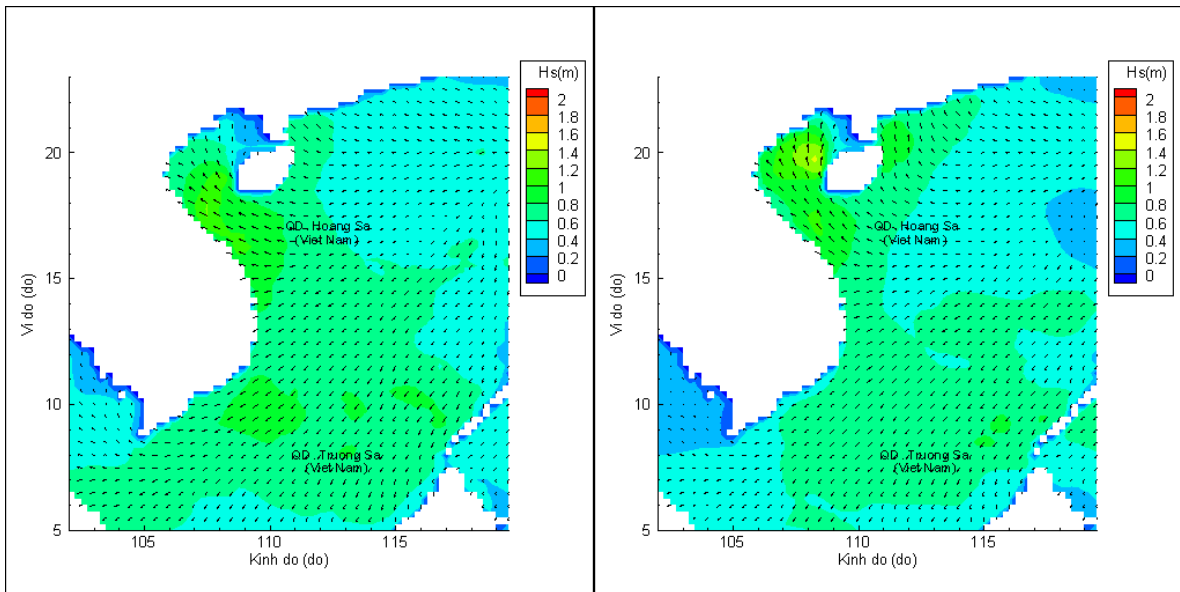 Hs(m)
2
1.8
1.6
1.4
1.2
1
0.8
0.6
0.4
0.2
0
20
15
10
5
Vi do (do)
QD. Hoang Sa
(Viet Nam)
QD. Truong Sa
(Viet Nam)
105
110
115
Kinh do (do)
Hs(m)
2
1.8
1.6
1.4
1.2
1
0.8
0.6
0.4
0.2
0
20
15
10
5
Vi do (do)
QD. Hoang Sa
(Viet Nam)
QD. Truong Sa
(Viet Nam)
105
110
115
Kinh do (do)